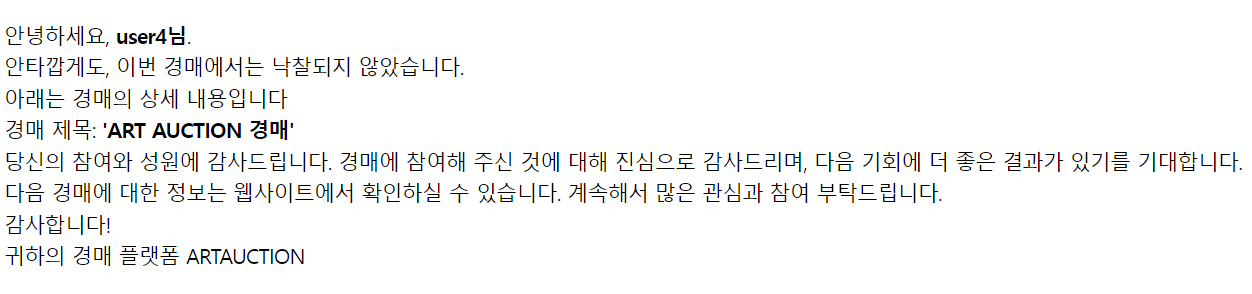 안녕하세요, user4님.
안타깝게도, 이번 경매에서는 낙찰되지 않았습니다.
아래는 경매의 상세 내용입니다
경매 제목: 'ART AUCTION 경매'
당신의 참여와 성원에 감사드립니다. 경매에 참여해 주신 것에 대해 진심으로 감사드리며, 다음 기회에 더 좋은 결과가 있기를 기대합니다.
다음 경매에 대한 정보는 웹사이트에서 확인하실 수 있습니다. 계속해서 많은 관심과 참여 부탁드립니다.
감사합니다!
귀하의 경매 플랫폼 ARTAUCTION